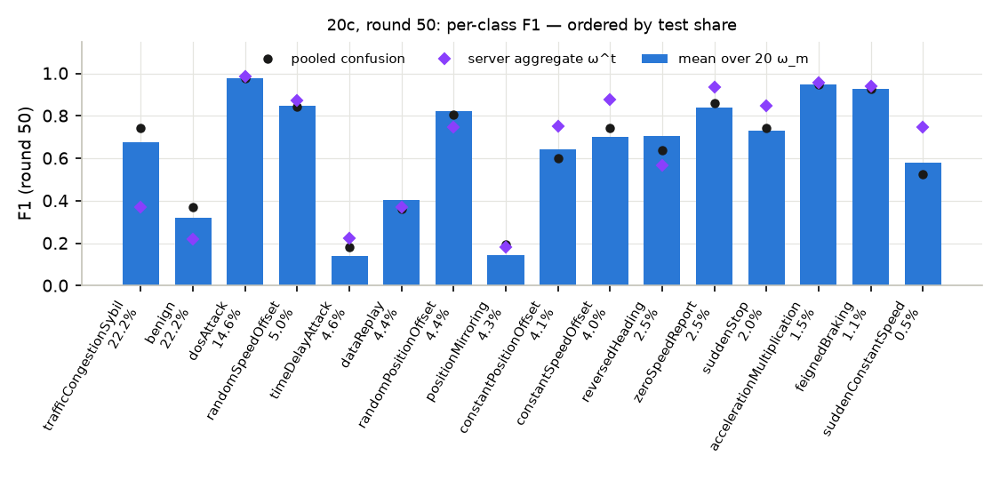 20c, round 50: per-class F1 — ordered by test share
pooled confusion
server aggregate ω^t
mean over 20 ω_m
F1 (round 50)
1.0
0.8
0.6
0.4
0.2
0.0
trafficCongestionSybil
22.2%
benign
22.2%
dosAttack
14.6%
randomSpeedOffset
5.0%
timeDelayAttack
4.6%
dataReplay
4.4%
randomPositionOffset
4.4%
positionMirroring
4.3%
constantPositionOffset
4.1%
constantSpeedOffset
4.0%
reversedHeading
2.5%
zeroSpeedReport
2.5%
suddenStop
2.0%
accelerationMultiplication
1.5%
feignedBraking
1.1%
suddenConstantSpeed
0.5%